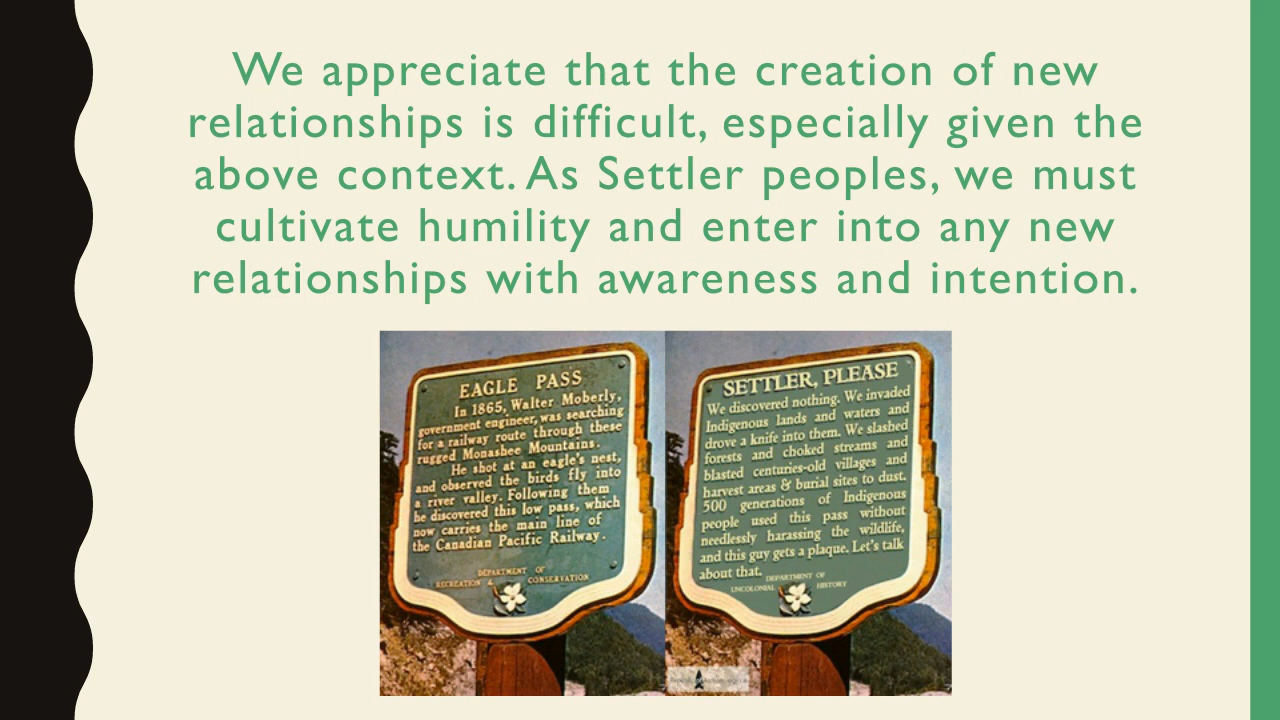 We appreciate that the creation of new
relationships is difficult, especially given the
above context. As Settler peoples, we must
cultivate humility and enter into any new
relationships with awareness and intention.
EAGLE PASS
In 1865, Walter Moberly,
government engineer, was searching
for a railway route through these
rugged Monashee Mountains.
He shot at an eagle's nest,
and observed the birds fly into
a river valley. Following them
he discovered this low pass, which
now carries the main line of
the Canadian Pacific Railway.
DEPARTMENT OF
RECREATION & CONSERVATION
SETTLER, PLEASE
We discovered nothing. We invaded
Indigenous lands and waters and
drove a knife into them. We slashed
forests and choked streams and
blasted centuries-old villages and
harvest areas & burial sites to dust.
500 generations of Indigenous
people used this pass without
needlessly harassing the wildlife,
and this guy gets a plaque. Let's talk
about that.
DEPARTMENT OF
UNCOLONIAL HISTORY